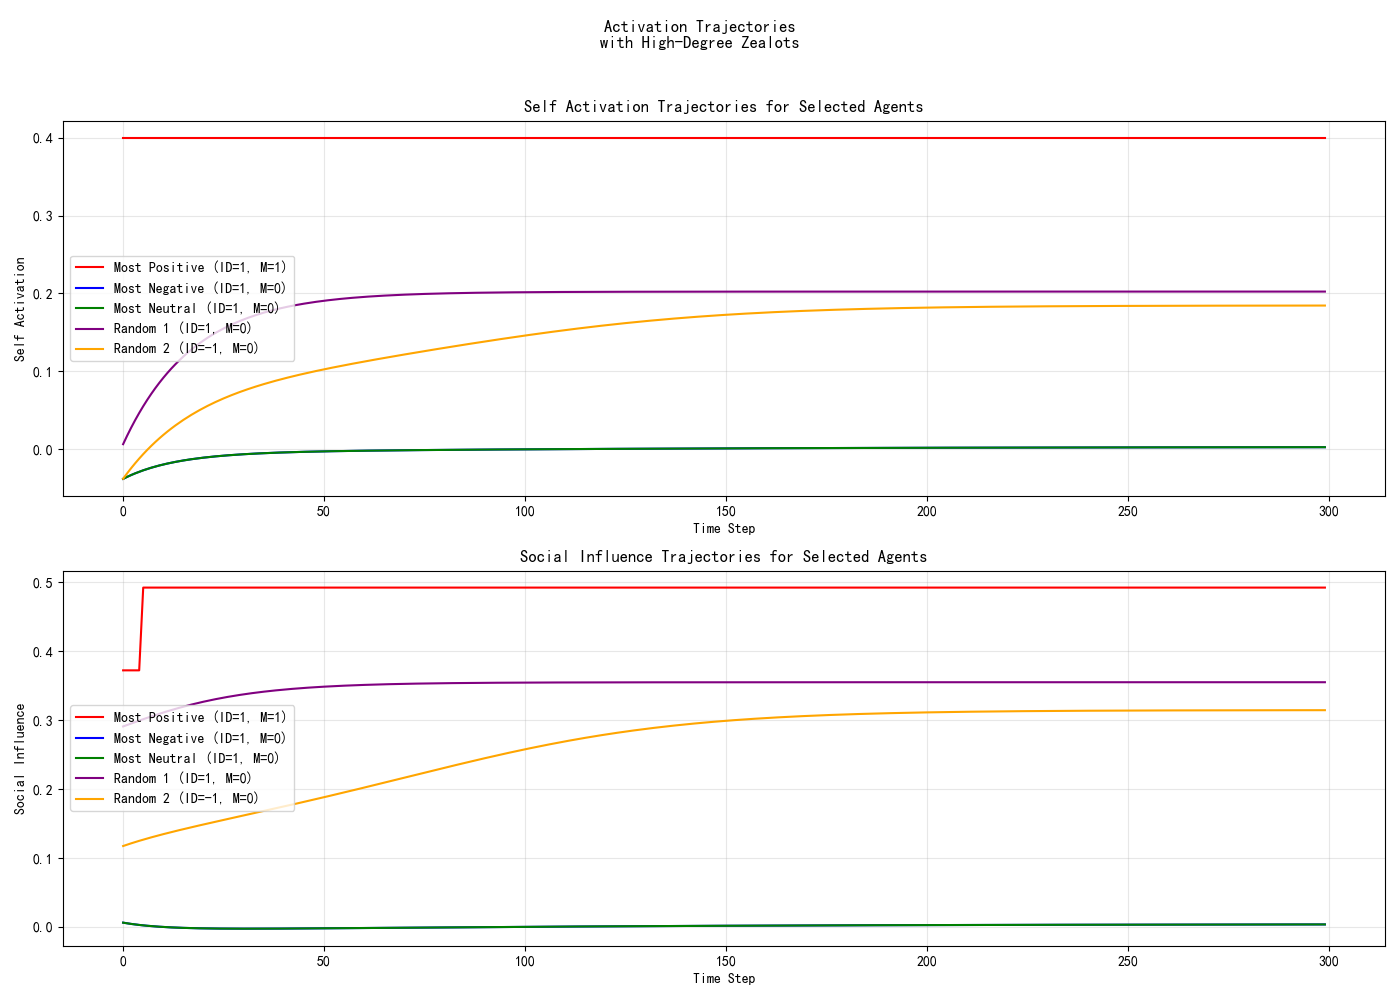 Activation Trajectories
with High-Degree Zealots
Self Activation Trajectories for Selected Agents
Self Activation
0.4
0.3
0.2
0.1
0.0
Most Positive (ID=1, M=1)
Most Negative (ID=1, M=0)
Most Neutral (ID=1, M=0)
Random 1 (ID=1, M=0)
Random 2 (ID=-1, M=0)
0 50 100 150 200 250 300
Time Step
Social Influence Trajectories for Selected Agents
Social Influence
0.5
0.4
0.3
0.2
0.1
0.0
Most Positive (ID=1, M=1)
Most Negative (ID=1, M=0)
Most Neutral (ID=1, M=0)
Random 1 (ID=1, M=0)
Random 2 (ID=-1, M=0)
0 50 100 150 200 250 300
Time Step